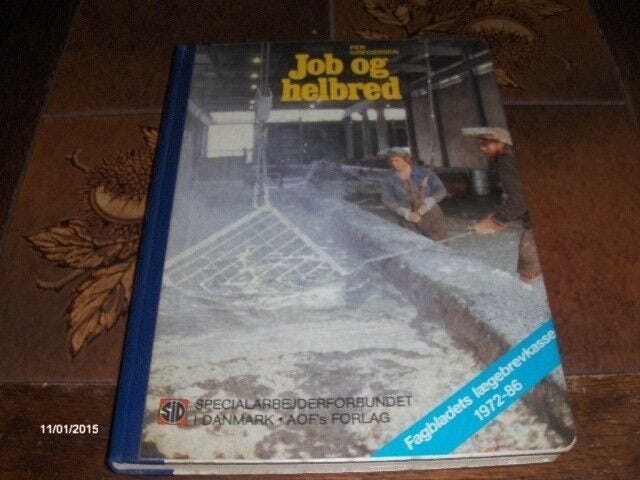 PER
GREGERSEN
Job og
helbred
SID
SPECIALARBEJDERFORBUNDET
I DANMARK • AOF's FORLAG
Fagbladets lægebrevkasse
1972-86
11/01/2015